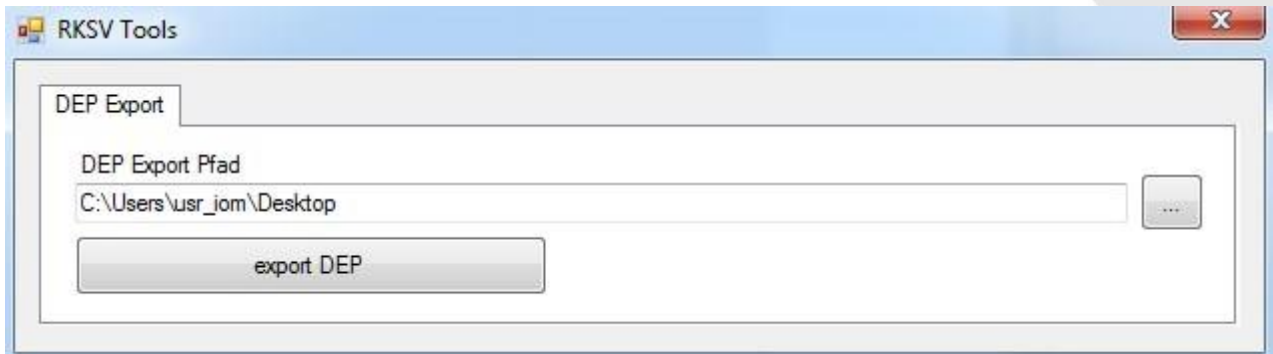 RKSV Tools
DEP Export
DEP Export Pfad
C:\Users\usr_iom\Desktop
...
export DEP